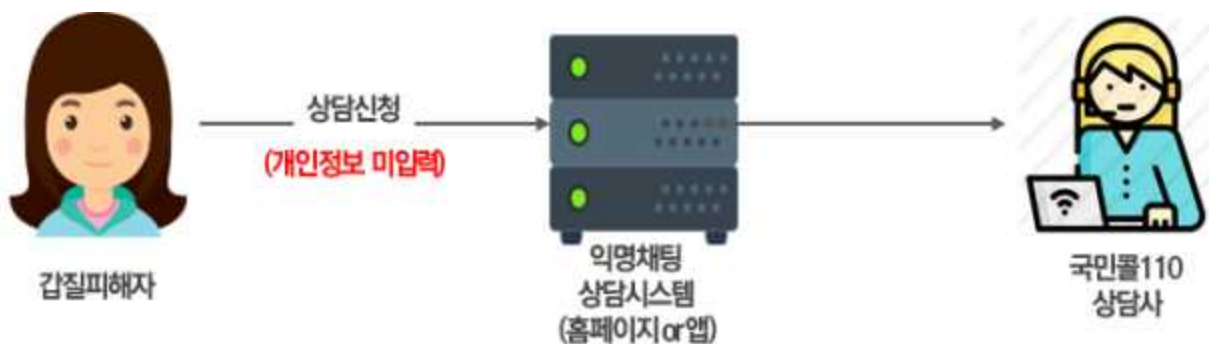 상담신청
(개인정보 미입력)
갑질피해자
익명채팅
상담시스템
(홈페이지 or 앱)
국민콜110
상담사